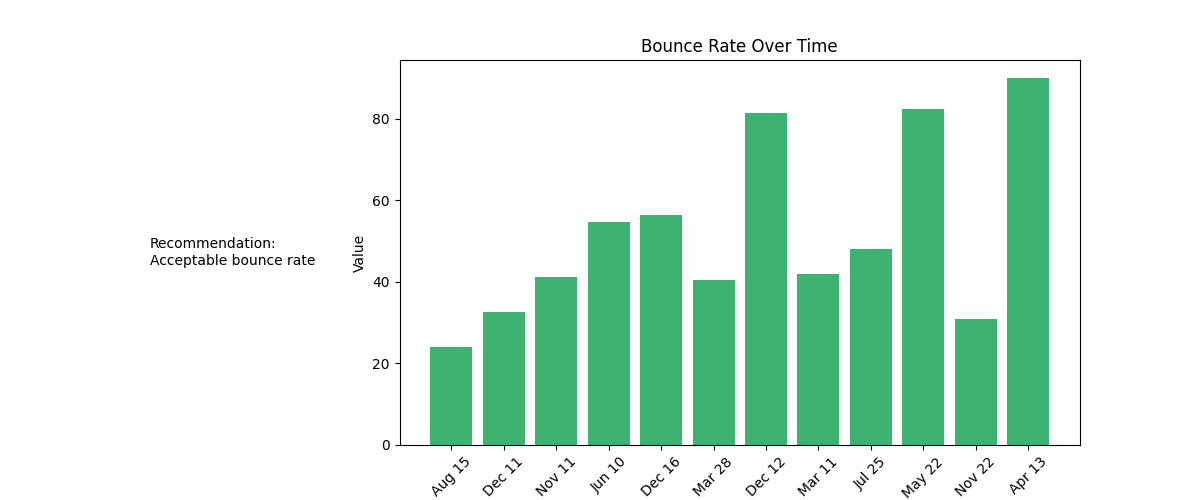 Bounce Rate Over Time
Recommendation:
Acceptable bounce rate
Value
80
60
40
20
0
Aug 15
Dec 11
Nov 11
Jun 10
Dec 16
Mar 28
Dec 12
Mar 11
Jul 25
May 22
Nov 22
Apr 13